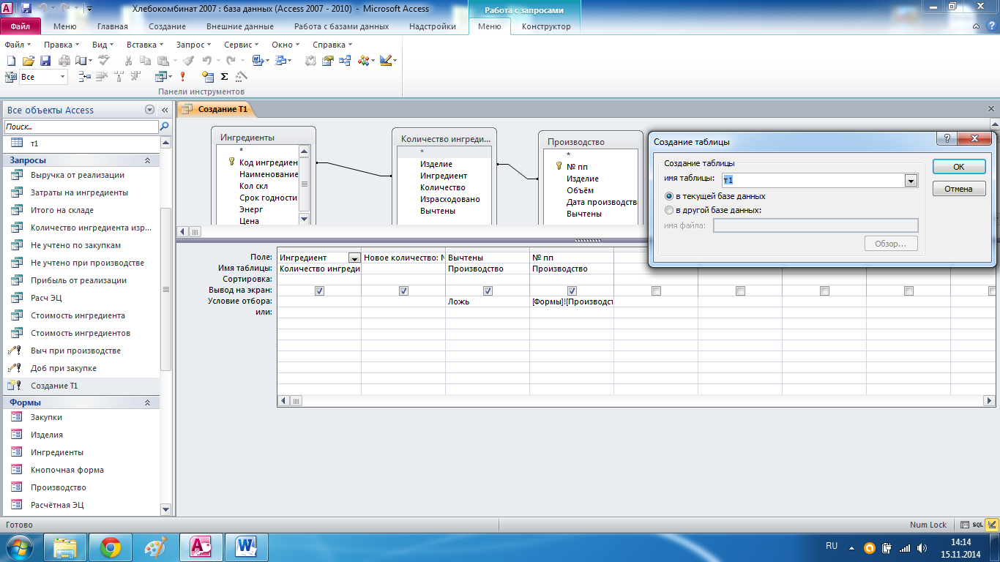 Хлебокомбинат 2007 : база данных (Access 2007 - 2010) - Microsoft Access
Работа с запросами
Файл Меню Главная Создание Внешние данные Работа с базами данных Надстройки Меню Конструктор
Файл Правка Вид Вставка Запрос Сервис Окно Справка
Все
Панели инструментов
Все объекты Access
Поиск...
т1
Запросы
Выручка от реализации
Затраты на ингредиенты
Итого на складе
Количество ингредиента изр...
Не учтено по закупкам
Не учтено при производстве
Прибыль от реализации
Расч ЭЦ
Стоимость ингредиента
Стоимость ингредиентов
Выч при производстве
Доб при закупке
Создание Т1
Формы
Закупки
Изделия
Ингредиенты
Кнопочная форма
Производство
Расчётная ЭЦ
Создание Т1
Ингредиенты
*
Код ингредиен
Наименование
Кол скл
Срок годности
Энерг
Цена
Количество ингреди...
*
Изделие
Ингредиент
Количество
Израсходовано
Вычтены
Производство
*
№ пп
Изделие
Объём
Дата производств
Вычтены
Создание таблицы
Создание таблицы
имя таблицы: т1
в текущей базе данных
в другой базе данных:
имя файла:
Обзор...
ОК
Отмена
Поле: Ингредиент Новое количество: N Вычтены № пп
Имя таблицы: Количество ингреди Производство Производство
Сортировка:
Вывод на экран:
Условие отбора: Ложь [Формы]![Производст
или:
Готово
Num Lock
SQL
RU
14:14
15.11.2014